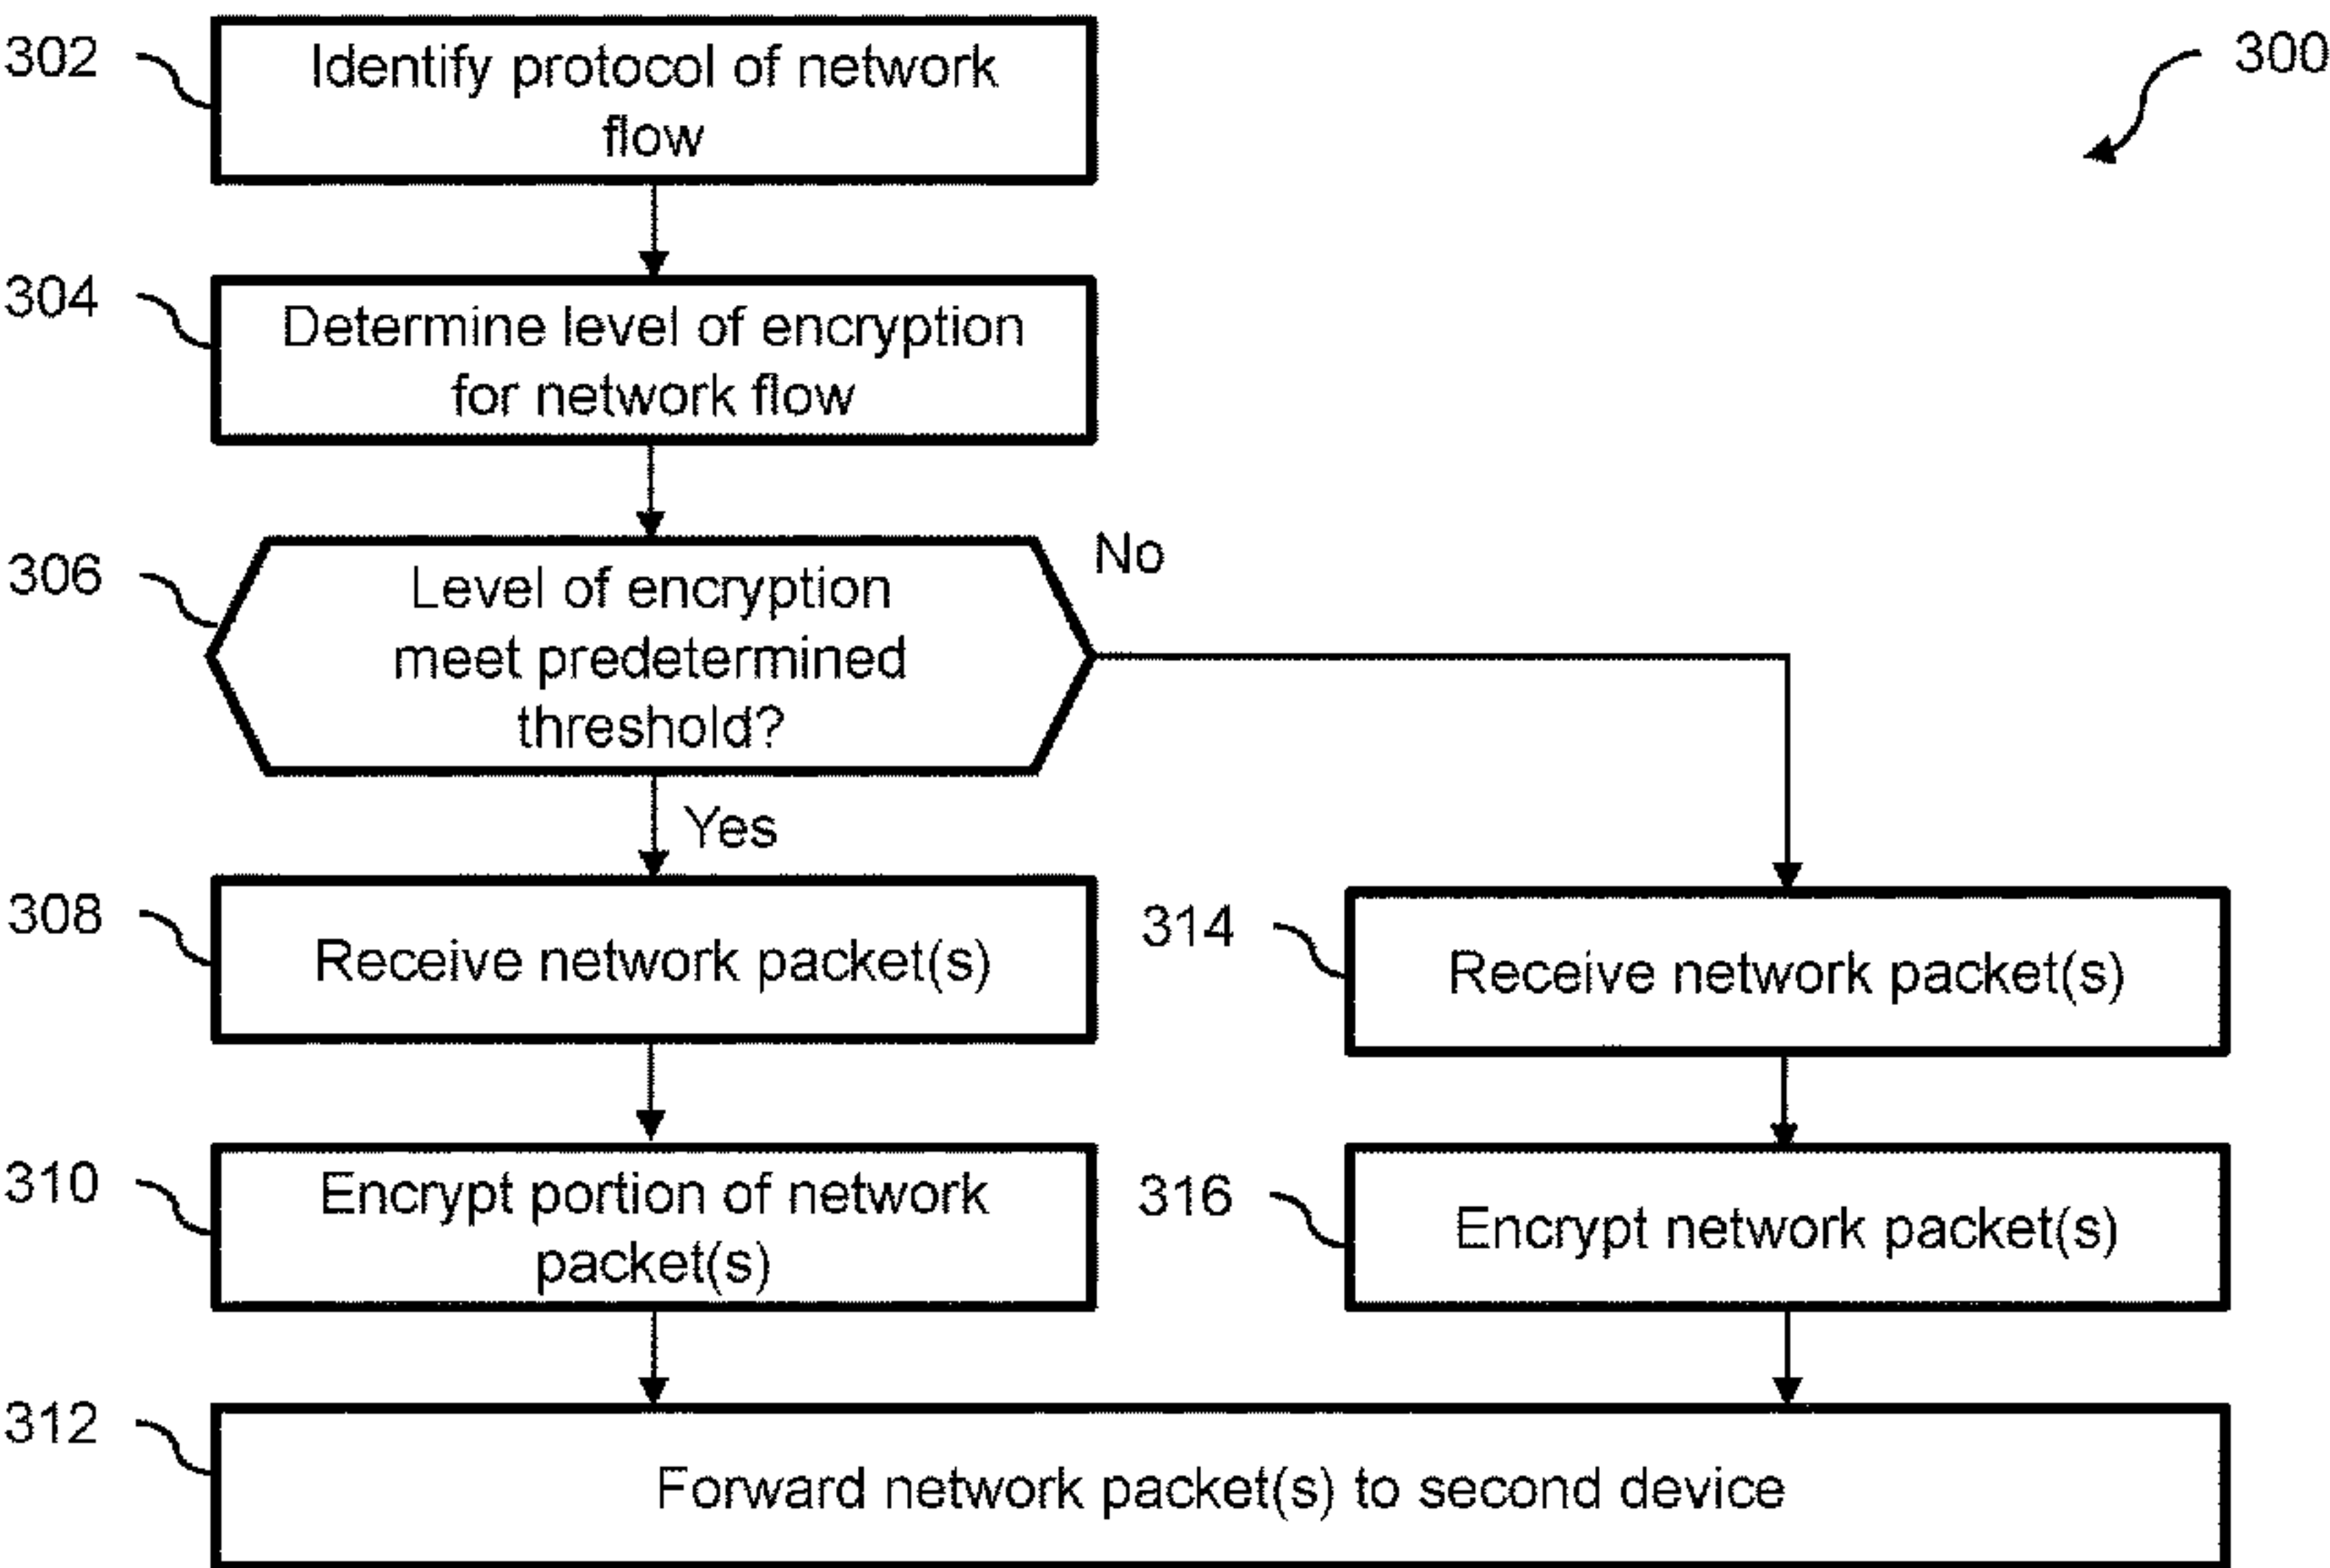 302
Identify protocol of network
flow
300
304
Determine level of encryption
for network flow
306
Level of encryption
meet predetermined
threshold?
No
Yes
308
Receive network packet(s)
314
Receive network packet(s)
310
Encrypt portion of network
packet(s)
316
Encrypt network packet(s)
312
Forward network packet(s) to second device